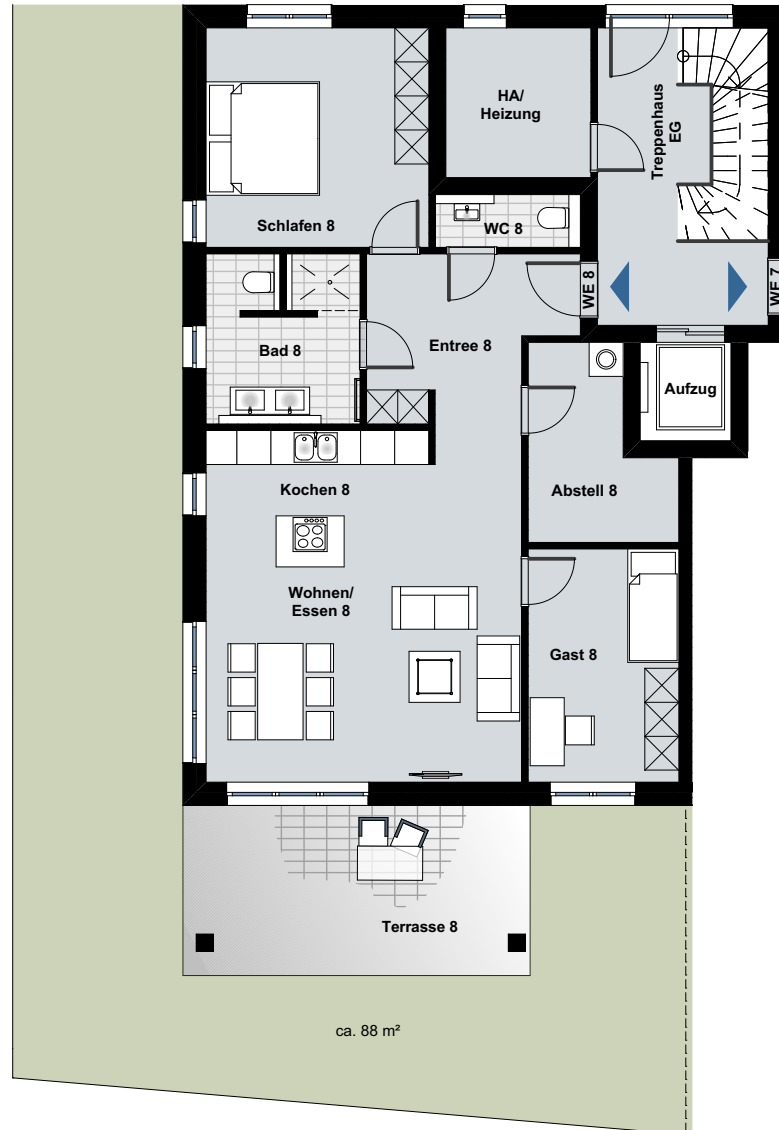 HA/
Heizung
Treppenhaus
EG
Schlafen 8
WC 8
WE 8
WE 7
Bad 8
Entree 8
Aufzug
Kochen 8
Abstell 8
Wohnen/
Essen 8
Gast 8
Terrasse 8
ca. 88 m²